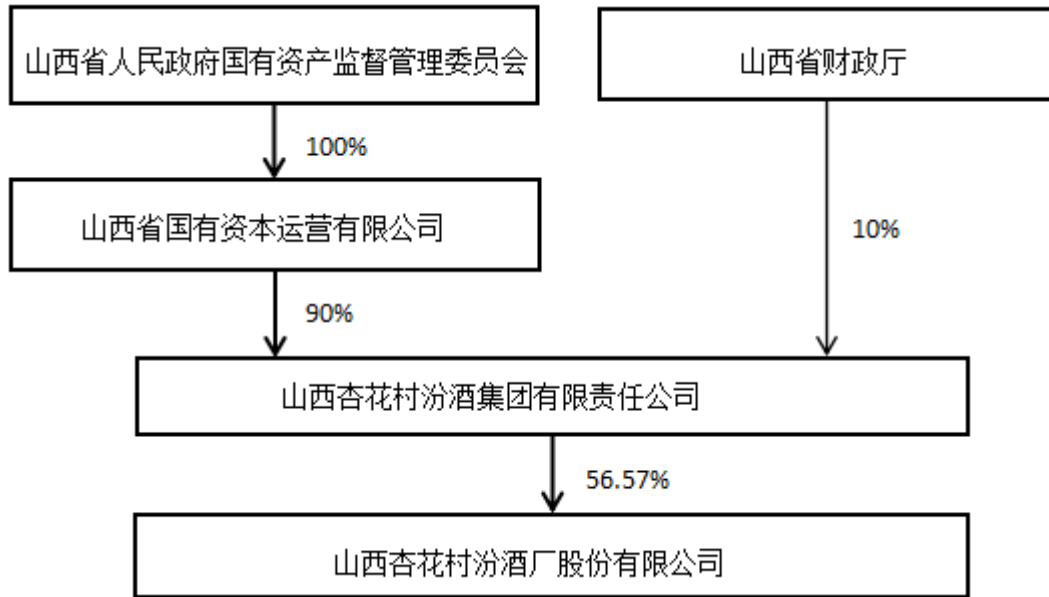 山西省人民政府国有资产监督管理委员会
山西省财政厅
100%
山西省国有资本运营有限公司
10%
90%
山西杏花村汾酒集团有限责任公司
56.57%
山西杏花村汾酒厂股份有限公司